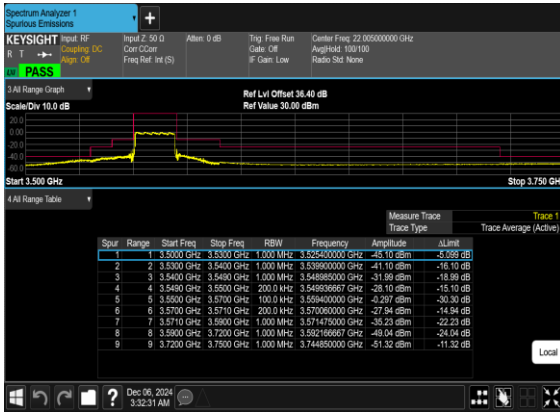 Spectrum Analyzer 1
Spurious Emissions
+
KEYSIGHT Input: RF Input Z: 50 Ω Atten: 0 dB Trig: Free Run Center Freq: 22.005000000 GHz
R T Coupling: DC Corr CCorr Gate: Off Avg|Hold: 100/100
Align: Off Freq Ref: Int (S) IF Gain: Low Radio Std: None
PASS
3 All Range Graph
Ref Lvl Offset 36.40 dB
Scale/Div 10.0 dB Ref Value 30.00 dBm
20.0
0.00
-20.0
-40.0
-60.0
Start 3.500 GHz Stop 3.750 GH
4 All Range Table
Measure Trace Trace 1
Trace Type Trace Average (Active)
Spur Range Start Freq Stop Freq RBW Frequency Amplitude ΔLimit
1 1 3.5000 GHz 3.5300 GHz 1.000 MHz 3.525400000 GHz -45.10 dBm -5.099 dB
2 2 3.5300 GHz 3.5400 GHz 1.000 MHz 3.539900000 GHz -41.10 dBm -16.10 dB
3 3 3.5400 GHz 3.5490 GHz 1.000 MHz 3.548985000 GHz -31.99 dBm -18.99 dB
4 4 3.5490 GHz 3.5500 GHz 200.0 kHz 3.549936667 GHz -28.10 dBm -15.10 dB
5 5 3.5500 GHz 3.5700 GHz 100.0 kHz 3.559400000 GHz -0.297 dBm -30.30 dB
6 6 3.5700 GHz 3.5710 GHz 200.0 kHz 3.570060000 GHz -27.94 dBm -14.94 dB
7 7 3.5710 GHz 3.5900 GHz 1.000 MHz 3.571475000 GHz -35.23 dBm -22.23 dB
8 8 3.5900 GHz 3.7200 GHz 1.000 MHz 3.592166667 GHz -49.04 dBm -24.04 dB
9 9 3.7200 GHz 3.7500 GHz 1.000 MHz 3.744850000 GHz -51.32 dBm -11.32 dB
Local
? Dec 06, 2024
3:32:31 AM